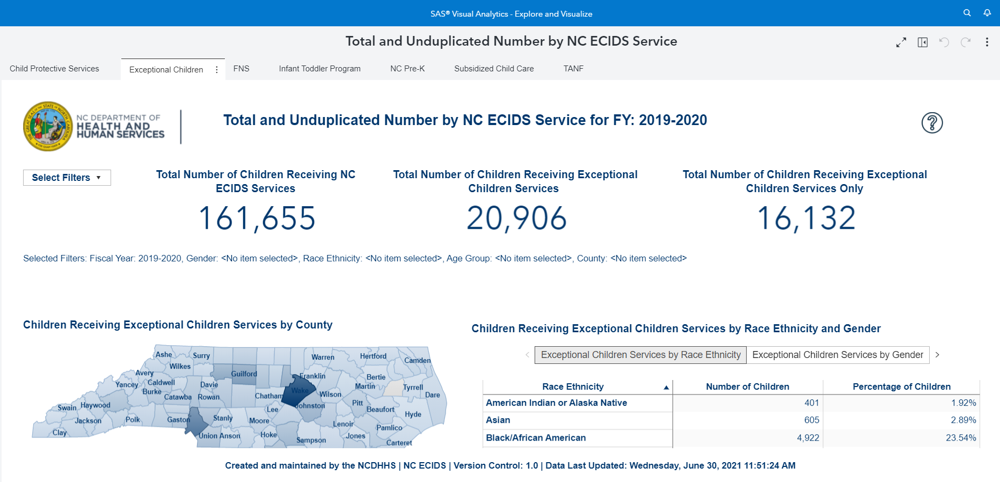 SAS® Visual Analytics - Explore and Visualize
Total and Unduplicated Number by NC ECIDS Service
Child Protective Services
Exceptional Children
FNS
Infant Toddler Program
NC Pre-K
Subsidized Child Care
TANF
NC DEPARTMENT OF
HEALTH AND
HUMAN SERVICES
Total and Unduplicated Number by NC ECIDS Service for FY: 2019-2020
?
Select Filters
Total Number of Children Receiving NC
ECIDS Services
161,655
Total Number of Children Receiving Exceptional
Children Services
20,906
Total Number of Children Receiving Exceptional
Children Services Only
16,132
Selected Filters: Fiscal Year: 2019-2020, Gender: <No item selected>, Race Ethnicity: <No item selected>, Age Group: <No item selected>, County: <No item selected>
Children Receiving Exceptional Children Services by County
Ashe
Surry
Warren
Hertford
Camden
Wilkes
Avery
Guilford
Franklin
Bertie
Yancey
Caldwell
Davie
Martin
Tyrrell
Burke
Catawba
Rowan
Chatham
Wake
Wilson
Dare
Swain
Haywood
Lee
Johnston
Pitt
Beaufort
Hyde
Jackson
Polk
Gaston
Stanly
Moore
Lenoir
Pamlico
Clay
Union
Anson
Hoke
Sampson
Jones
Carteret
Children Receiving Exceptional Children Services by Race Ethnicity and Gender
Exceptional Children Services by Race Ethnicity
Exceptional Children Services by Gender
Race Ethnicity
Number of Children
Percentage of Children
American Indian or Alaska Native 401 1.92%
Asian 605 2.89%
Black/African American 4,922 23.54%
Created and maintained by the NCDHHS | NC ECIDS | Version Control: 1.0 | Data Last Updated: Wednesday, June 30, 2021 11:51:24 AM